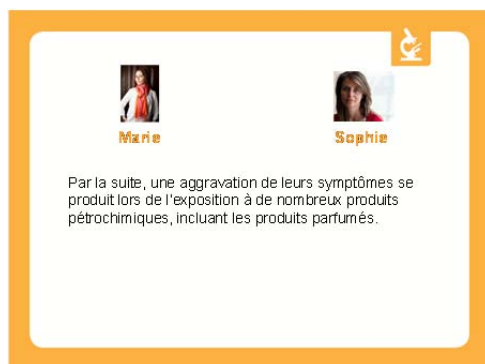 Marie
Sophie
Par la suite, une aggravation de leurs symptômes se
produit lors de l'exposition à de nombreux produits
pétrochimiques, incluant les produits parfumés.